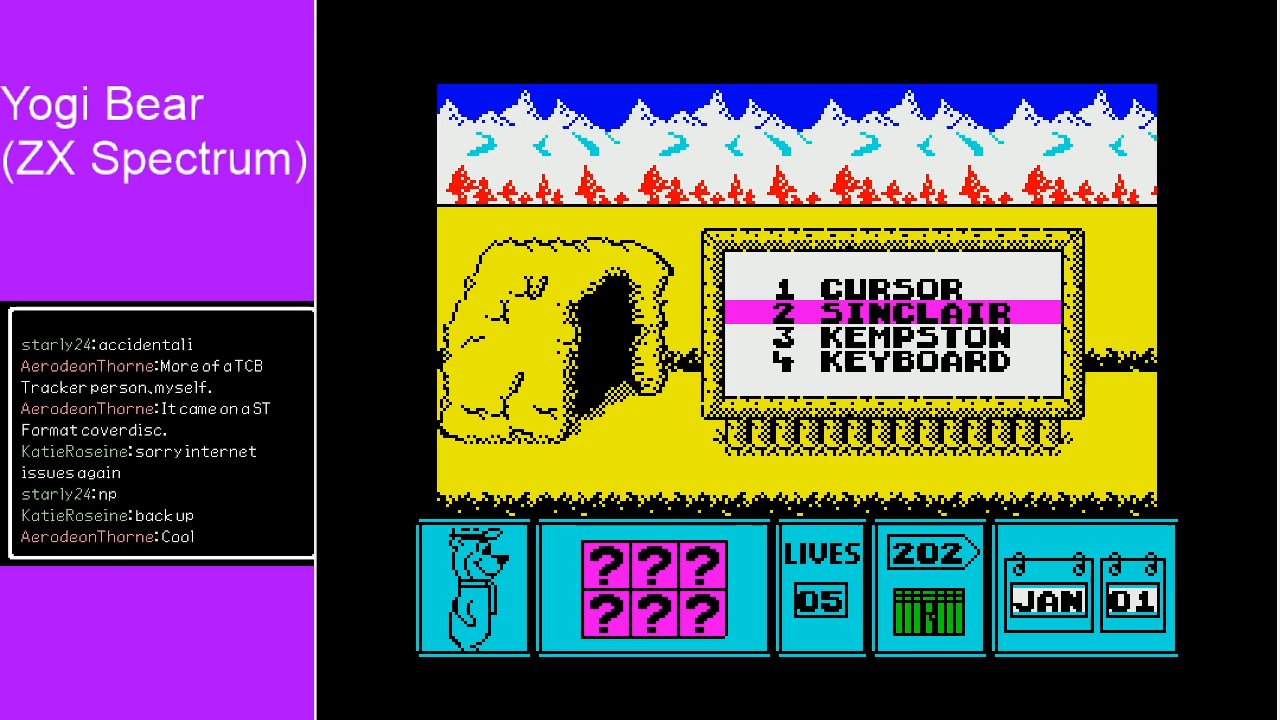 Yogi Bear
(ZX Spectrum)
starly24:accidentali
AerodeonThorne:More of a TCB
Tracker person, myself.
AerodeonThorne:It came on a ST
Format coverdisc.
KatieRoseine:sorry internet
issues again
starly24:np
KatieRoseine:back up
AerodeonThorne:Cool
1 CURSOR
2 SINCLAIR
3 KEMPSTON
4 KEYBOARD
? ? ?
? ? ?
LIVES
05
202
JAN 01